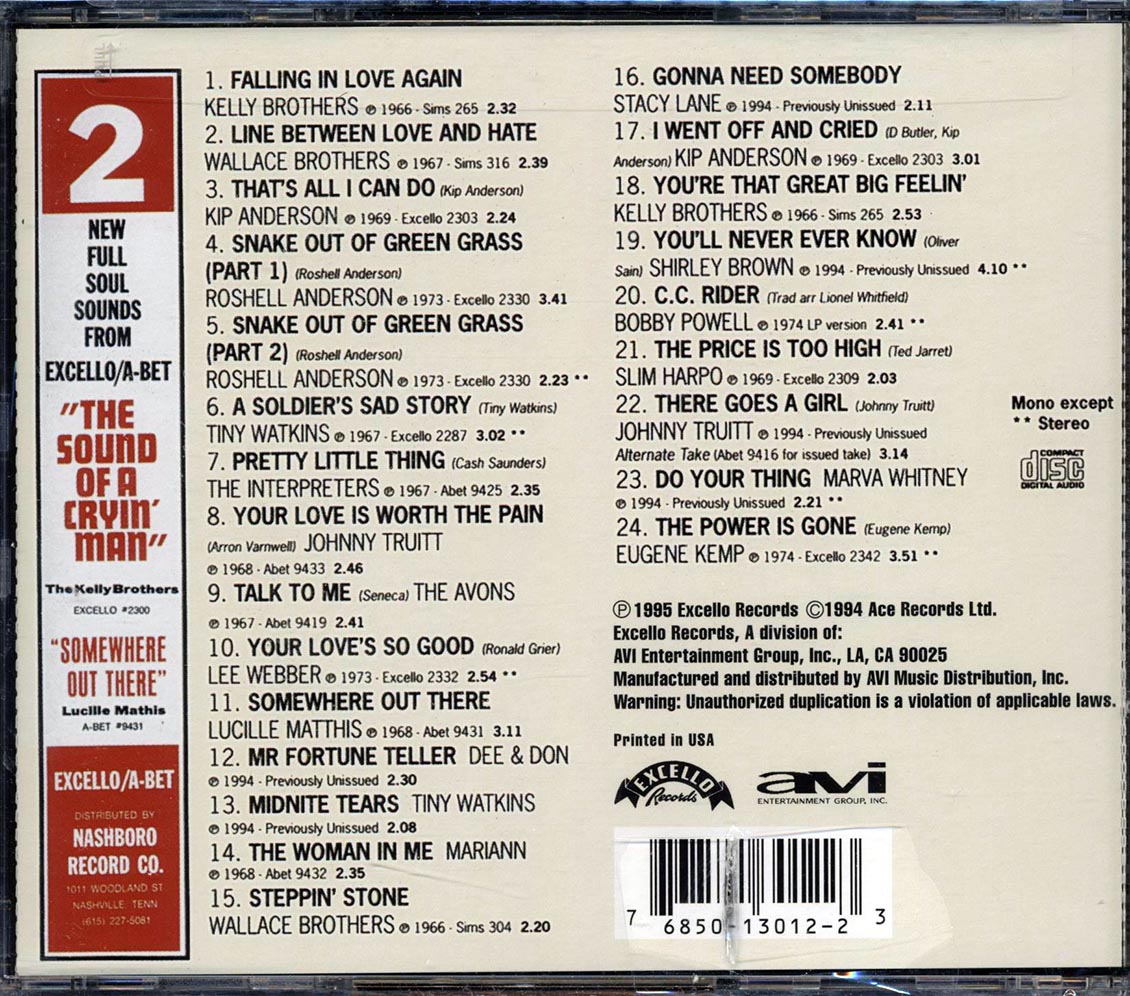 2
NEW
FULL
SOUL
SOUNDS
FROM
EXCELLO/A-BET
"THE
SOUND
OF A
CRYIN'
MAN"
The Kelly Brothers
EXCELLO #2300
"SOMEWHERE
OUT THERE"
Lucille Mathis
A-BET #9431
EXCELLO/A-BET
DISTRIBUTED BY
NASHBORO
RECORD CO.
1011 WOODLAND ST
NASHVILLE, TENN
(615) 227-5081
1. FALLING IN LOVE AGAIN
KELLY BROTHERS ℗ 1966 - Sims 265 2.32
2. LINE BETWEEN LOVE AND HATE
WALLACE BROTHERS ℗ 1967 - Sims 316 2.39
3. THAT'S ALL I CAN DO (Kip Anderson)
KIP ANDERSON ℗ 1969 - Excello 2303 2.24
4. SNAKE OUT OF GREEN GRASS
(PART 1) (Roshell Anderson)
ROSHELL ANDERSON ℗ 1973 - Excello 2330 3.41
5. SNAKE OUT OF GREEN GRASS
(PART 2) (Roshell Anderson)
ROSHELL ANDERSON ℗ 1973 - Excello 2330 2.23 **
6. A SOLDIER'S SAD STORY (Tiny Watkins)
TINY WATKINS ℗ 1967 - Excello 2287 3.02 **
7. PRETTY LITTLE THING (Cash Saunders)
THE INTERPRETERS ℗ 1967 - Abet 9425 2.35
8. YOUR LOVE IS WORTH THE PAIN
(Arron Varnwell) JOHNNY TRUITT
℗ 1968 - Abet 9433 2.46
9. TALK TO ME (Seneca) THE AVONS
℗ 1967 - Abet 9419 2.41
10. YOUR LOVE'S SO GOOD (Ronald Grier)
LEE WEBBER ℗ 1973 - Excello 2332 2.54 **
11. SOMEWHERE OUT THERE
LUCILLE MATTHIS ℗ 1968 - Abet 9431 3.11
12. MR FORTUNE TELLER DEE & DON
℗ 1994 - Previously Unissued 2.30
13. MIDNITE TEARS TINY WATKINS
℗ 1994 - Previously Unissued 2.08
14. THE WOMAN IN ME MARIANN
℗ 1968 - Abet 9432 2.35
15. STEPPIN' STONE
WALLACE BROTHERS ℗ 1966 - Sims 304 2.20
16. GONNA NEED SOMEBODY
STACY LANE ℗ 1994 - Previously Unissued 2.11
17. I WENT OFF AND CRIED (D Butler, Kip
Anderson) KIP ANDERSON ℗ 1969 - Excello 2303 3.01
18. YOU'RE THAT GREAT BIG FEELIN'
KELLY BROTHERS ℗ 1966 - Sims 265 2.53
19. YOU'LL NEVER EVER KNOW (Oliver
Sain) SHIRLEY BROWN ℗ 1994 - Previously Unissued 4.10 **
20. C.C. RIDER (Trad arr Lionel Whitfield)
BOBBY POWELL ℗ 1974 LP version 2.41 **
21. THE PRICE IS TOO HIGH (Ted Jarret)
SLIM HARPO ℗ 1969 - Excello 2309 2.03
22. THERE GOES A GIRL (Johnny Truitt)
JOHNNY TRUITT ℗ 1994 - Previously Unissued
Alternate Take (Abet 9416 for issued take) 3.14
23. DO YOUR THING MARVA WHITNEY
℗ 1994 - Previously Unissued 2.21 **
24. THE POWER IS GONE (Eugene Kemp)
EUGENE KEMP ℗ 1974 - Excello 2342 3.51 **
Mono except
** Stereo
COMPACT
disc
DIGITAL AUDIO
℗ 1995 Excello Records © 1994 Ace Records Ltd.
Excello Records, A division of:
AVI Entertainment Group, Inc., LA, CA 90025
Manufactured and distributed by AVI Music Distribution, Inc.
Warning: Unauthorized duplication is a violation of applicable laws.
Printed in USA
EXCELLO
Records
avi
ENTERTAINMENT GROUP, INC.
7 6850-13012-2 3